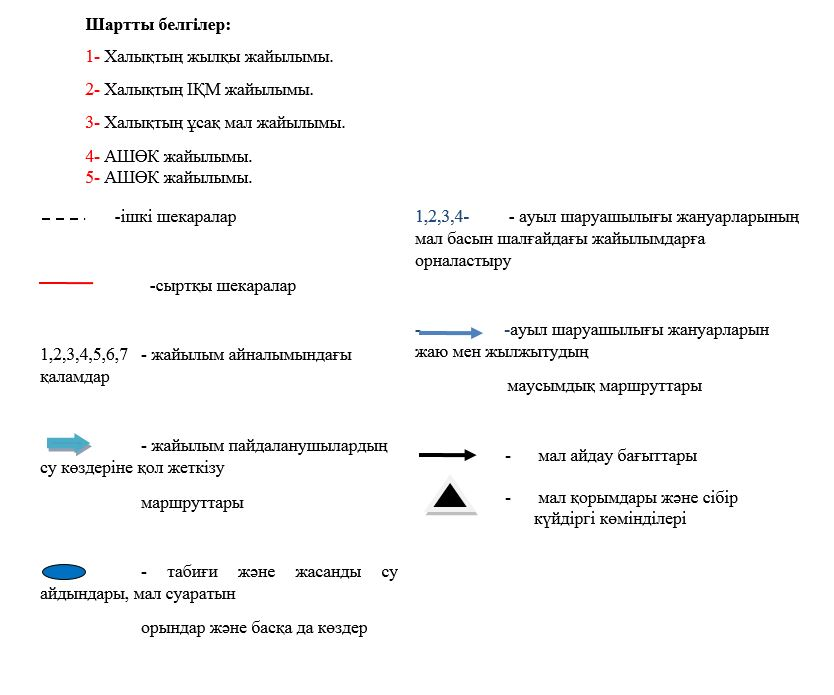 Шартты белгілер:
1- Халықтың жылқы жайылымы.
2- Халықтың ІҚМ жайылымы.
3- Халықтың ұсақ мал жайылымы.
4- АШӨК жайылымы.
5- АШӨК жайылымы.
-ішкі шекаралар
-сыртқы шекаралар
1,2,3,4,5,6,7 - жайылым айналымындағы
қаламдар
- жайылым пайдаланушылардың
су көздеріне қол жеткізу
маршруттары
- табиғи және жасанды су
айдындары, мал суаратын
орындар және басқа да көздер
1,2,3,4- - ауыл шаруашылығы жануарларының
мал басын шалғайдағы жайылымдарға
орналастыру
- -ауыл шаруашылығы жануарларын
жаю мен жылжытудың
маусымдық маршруттары
- мал айдау бағыттары
- мал қорымдары және сібір
күйдіргі көмінділері